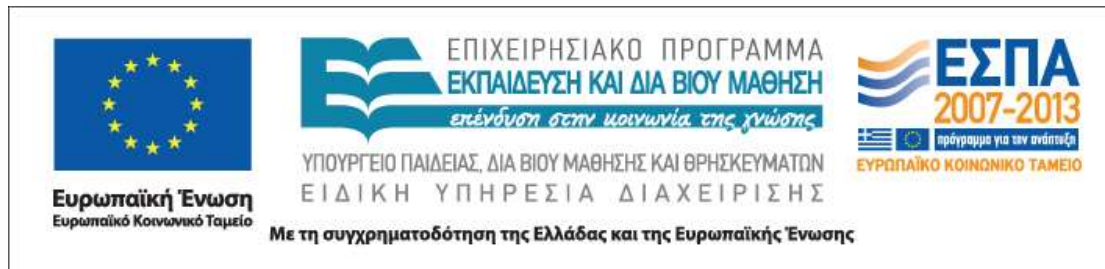 Ευρωπαϊκή Ένωση
Ευρωπαϊκό Κοινωνικό Ταμείο
ΕΠΙΧΕΙΡΗΣΙΑΚΟ ΠΡΟΓΡΑΜΜΑ
ΕΚΠΑΙΔΕΥΣΗ ΚΑΙ ΔΙΑ ΒΙΟΥ ΜΑΘΗΣΗ
επένδυση στην κοινωνία της γνώσης
ΥΠΟΥΡΓΕΙΟ ΠΑΙΔΕΙΑΣ, ΔΙΑ ΒΙΟΥ ΜΑΘΗΣΗΣ ΚΑΙ ΘΡΗΣΚΕΥΜΑΤΩΝ
ΕΙΔΙΚΗ ΥΠΗΡΕΣΙΑ ΔΙΑΧΕΙΡΙΣΗΣ
Με τη συγχρηματοδότηση της Ελλάδας και της Ευρωπαϊκής Ένωσης
ΕΣΠΑ
2007-2013
πρόγραμμα για την ανάπτυξη
ΕΥΡΩΠΑΪΚΟ ΚΟΙΝΩΝΙΚΟ ΤΑΜΕΙΟ